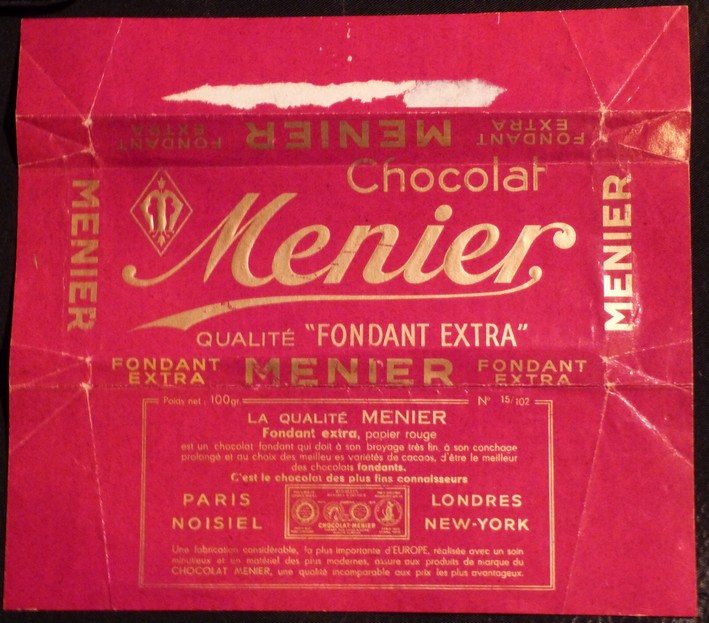 FONDANT EXTRA MENIER FONDANT EXTRA
Chocolat
Menier
MENIER
MENIER
QUALITÉ "FONDANT EXTRA"
FONDANT EXTRA MENIER FONDANT EXTRA
Poids net : 100gr. N° 15/102
LA QUALITÉ MENIER
Fondant extra, papier rouge
est un chocolat fondant qui doit à son broyage très fin, à son conchage
prolongé et au choix des meilleures variétés de cacaos, d'être le meilleur
des chocolats fondants.
C'est le chocolat des plus fins connaisseurs
PARIS LONDRES
NOISIEL NEW-YORK
CHOCOLAT-MENIER
Une fabrication considérable, la plus importante d'EUROPE, réalisée avec un soin
minutieux et un matériel des plus modernes, assure aux produits de marque du
CHOCOLAT MENIER, une qualité incomparable aux prix les plus avantageux.